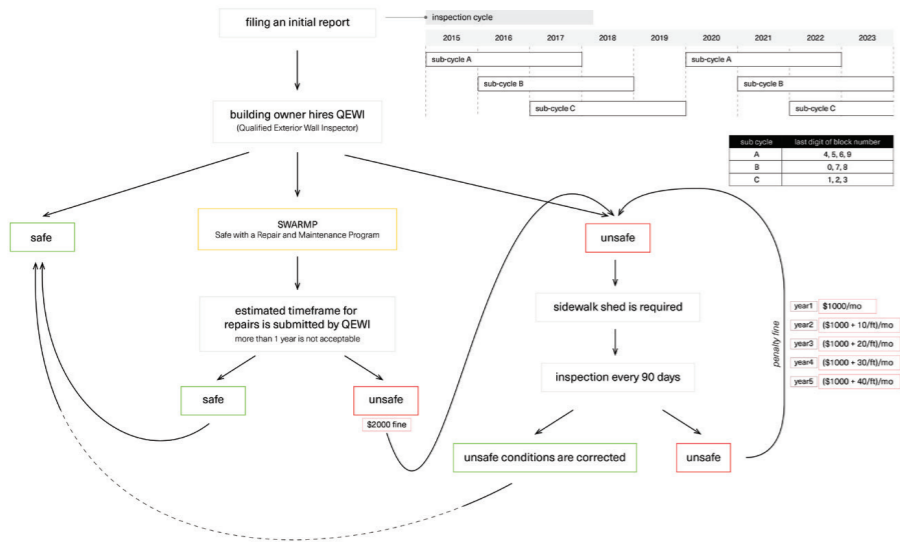 filing an initial report
inspection cycle
2015 2016 2017 2018 2019 2020 2021 2022 2023
sub-cycle A sub-cycle A
sub-cycle B sub-cycle B
sub-cycle C sub-cycle C
building owner hires QEWI
(Qualified Exterior Wall Inspector)
sub cycle last digit of block number
A 4, 5, 6, 9
B 0, 7, 8
C 1, 2, 3
safe
SWARMP
Safe with a Repair and Maintenance Program
unsafe
estimated timeframe for
repairs is submitted by QEWI
more than 1 year is not acceptable
sidewalk shed is required
penalty fine
year1 $1000/mo
year2 ($1000 + 10/ft)/mo
year3 ($1000 + 20/ft)/mo
year4 ($1000 + 30/ft)/mo
year5 ($1000 + 40/ft)/mo
inspection every 90 days
safe
unsafe
$2000 fine
unsafe conditions are corrected
unsafe